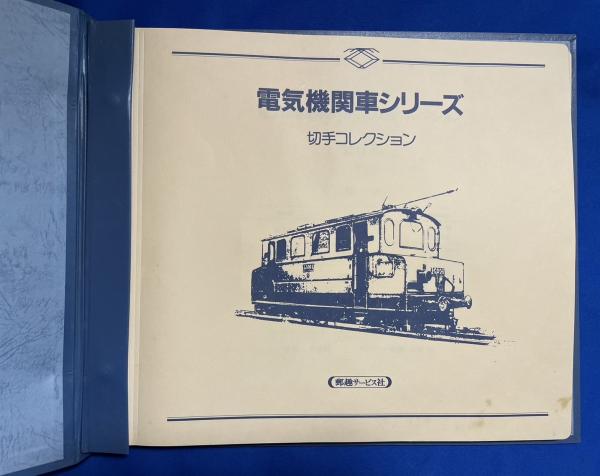 電気機関車シリーズ
切手コレクション
郵趣サービス社